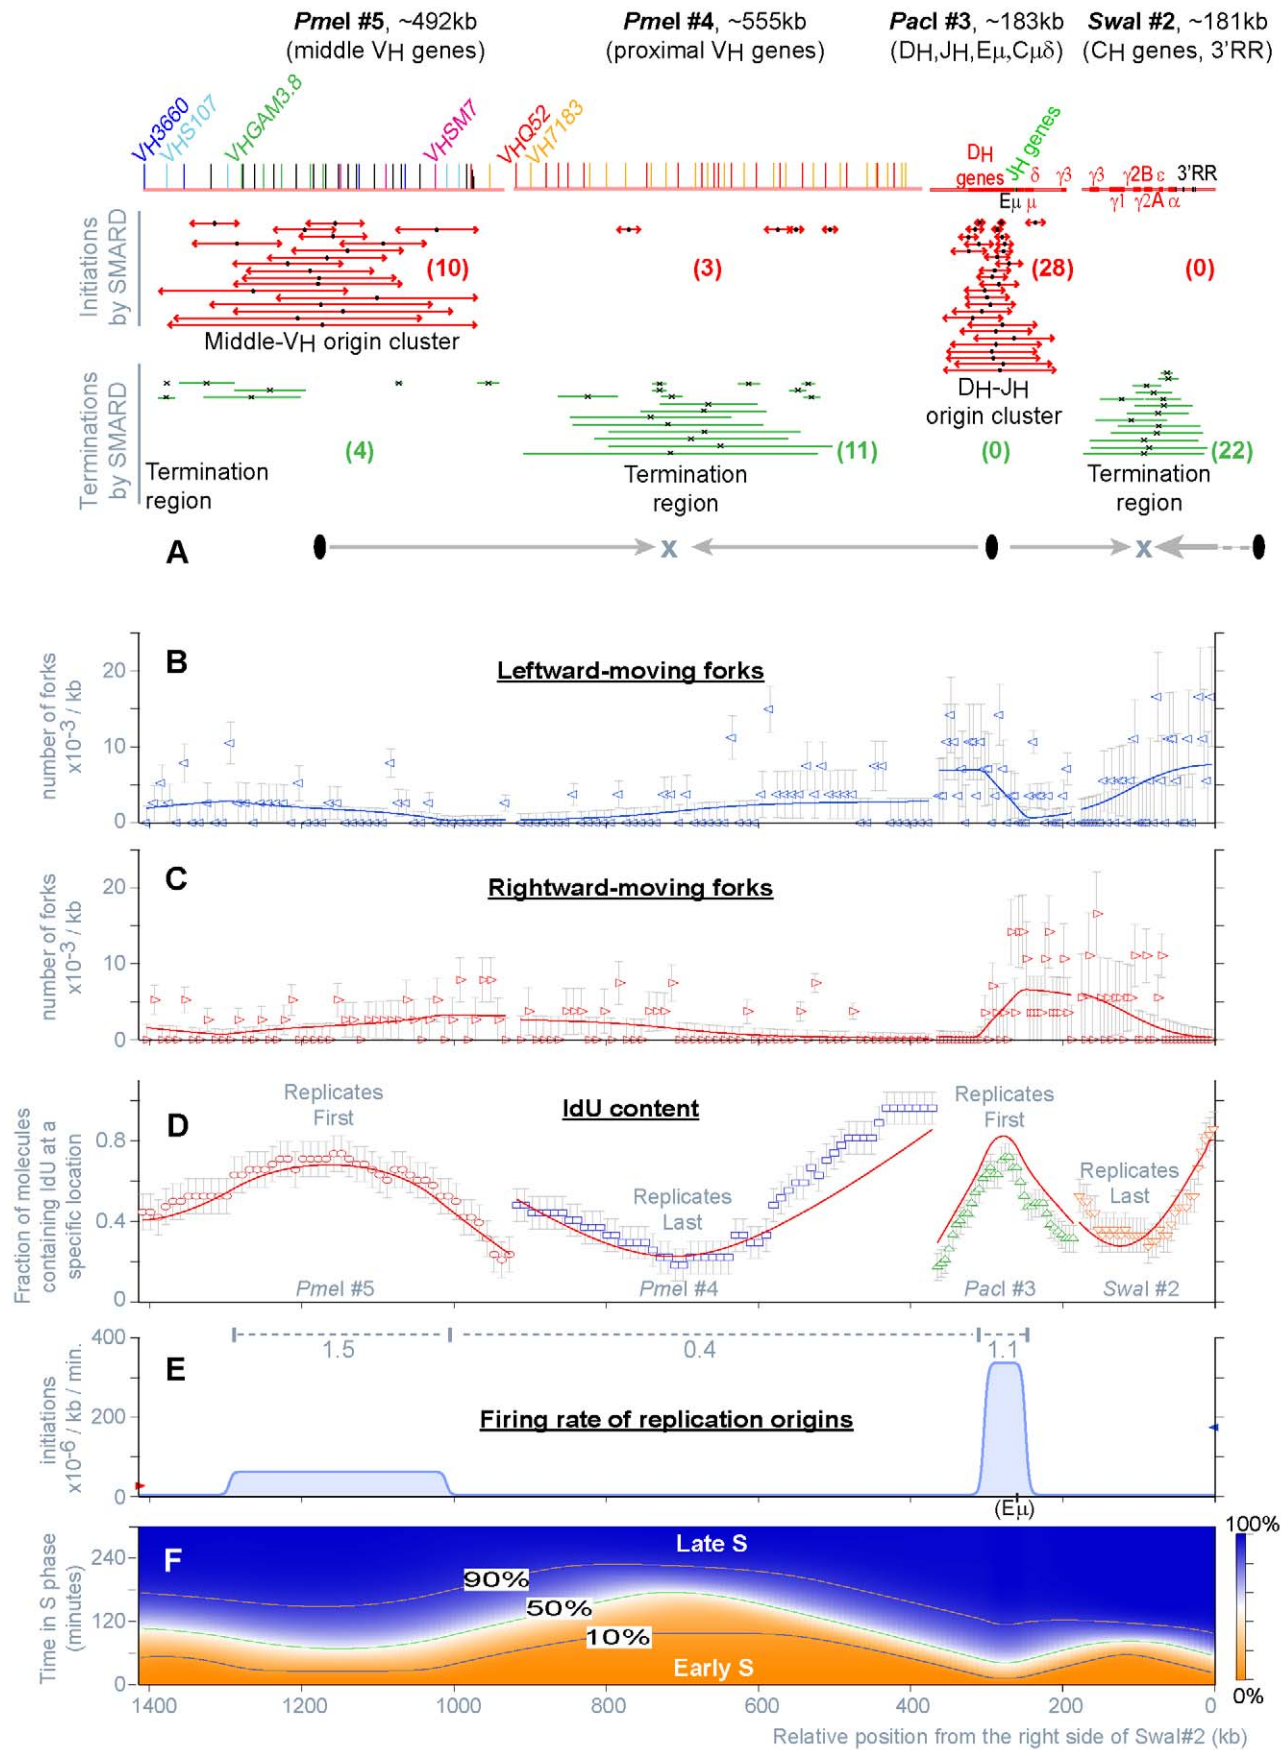 PmeI #5, ~492kb
(middle VH genes)
PmeI #4, ~555kb
(proximal VH genes)
PacI #3, ~183kb
(DH,JH,Eμ,Cμδ)
SwaI #2, ~181kb
(CH genes, 3'RR)
VH3660
VHS107
VHGAM3.8
VHSM7
VHQ52
VH7183
DH
genes
JH genes
Eμ μ
δ
γ3
γ3
γ2B ε
3'RR
γ1 γ2A α
Initiations
by SMARD
(10)
(3)
(28)
(0)
Middle-VH origin cluster
DH-JH
origin cluster
Terminations
by SMARD
(4)
(11)
(0)
(22)
Termination
region
Termination
region
Termination
region
A
X
X
B
Leftward-moving forks
number of forks
x10-3 / kb
20
10
0
C
Rightward-moving forks
number of forks
x10-3 / kb
20
10
0
D
IdU content
Fraction of molecules
containing IdU at a
specific location
0.8
0.4
0
Replicates
First
Replicates
Last
Replicates
First
Replicates
Last
PmeI #5
PmeI #4
PacI #3
SwaI #2
E
Firing rate of replication origins
initiations
x10-6 / kb / min.
400
200
0
1.5
0.4
1.1
(Eμ)
F
Time in S phase
(minutes)
240
120
0
Late S
90%
50%
10%
Early S
100%
0%
1400
1200
1000
800
600
400
200
0
Relative position from the right side of SwaI#2 (kb)